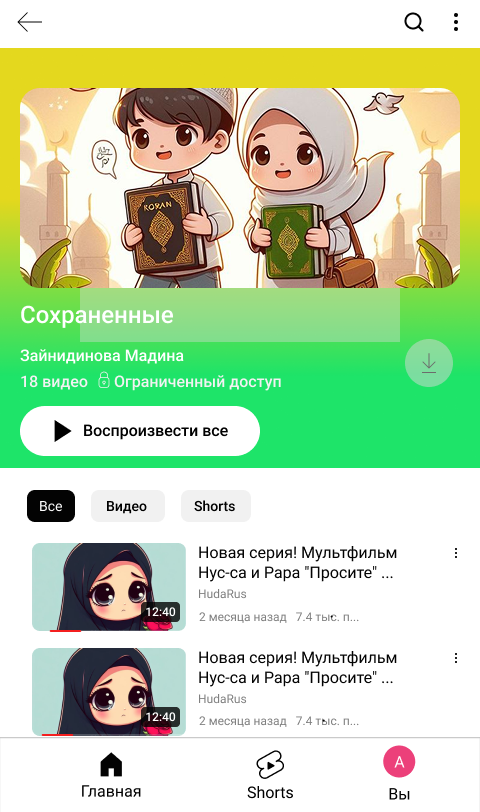 KORAN
Сохраненные
Зайнидинова Мадина
18 видео Ограниченный доступ
Воспроизвести все
Все Видео Shorts
Новая серия! Мультфильм
Нус-са и Рара "Просите" ...
HudaRus
2 месяца назад 7.4 тыс. п...
12:40
Новая серия! Мультфильм
Нус-са и Рара "Просите" ...
HudaRus
2 месяца назад 7.4 тыс. п...
12:40
Главная Shorts А Вы